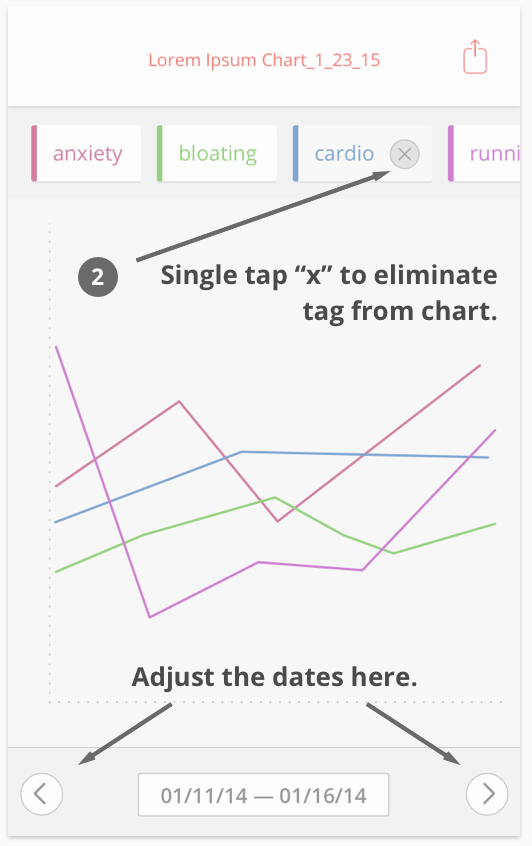 Lorem Ipsum Chart_1_23_15
anxiety bloating cardio runni
2 Single tap “x” to eliminate
tag from chart.
Adjust the dates here.
01/11/14 — 01/16/14